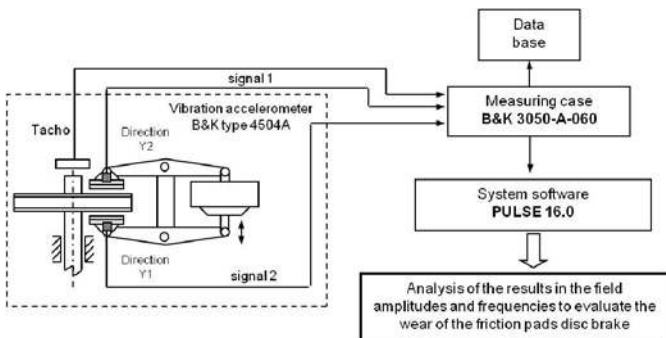 Data
base
signal 1
Vibration accelerometer
B&K type 4504A
Measuring case
B&K 3050-A-060
Tacho
Direction
Y2
System software
PULSE 16.0
Direction
Y1
signal 2
Analysis of the results in the field
amplitudes and frequencies to evaluate the
wear of the friction pads disc brake